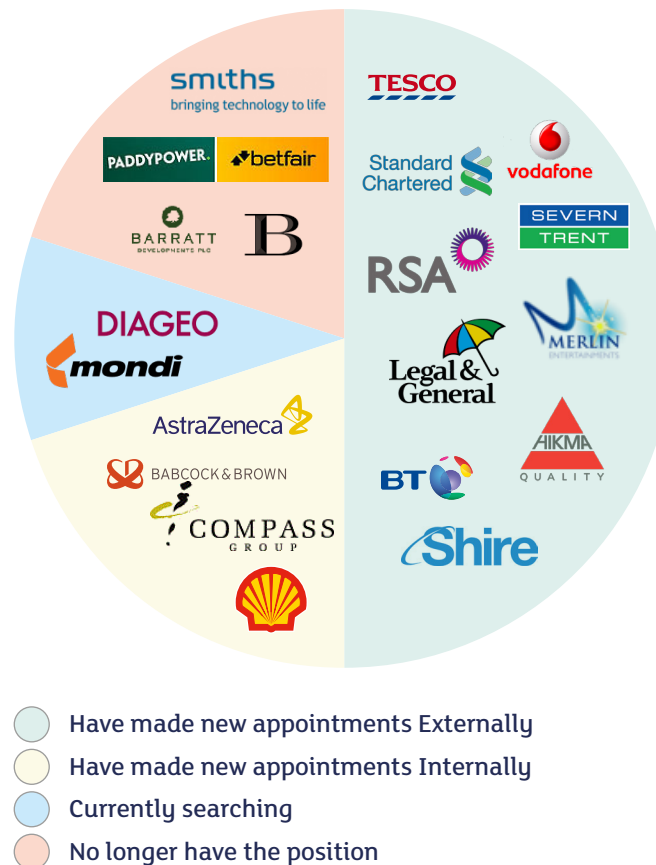 smiths
bringing technology to life
PADDYPOWER.
betfair
BARRATT
DEVELOPMENTS PLC
B
DIAGEO
mondi
AstraZeneca
BABCOCK & BROWN
COMPASS
GROUP
TESCO
Standard
Chartered
vodafone
SEVERN
TRENT
RSA
MERLIN
ENTERTAINMENTS
Legal &
General
HIKMA
QUALITY
BT
Shire
Have made new appointments Externally
Have made new appointments Internally
Currently searching
No longer have the position